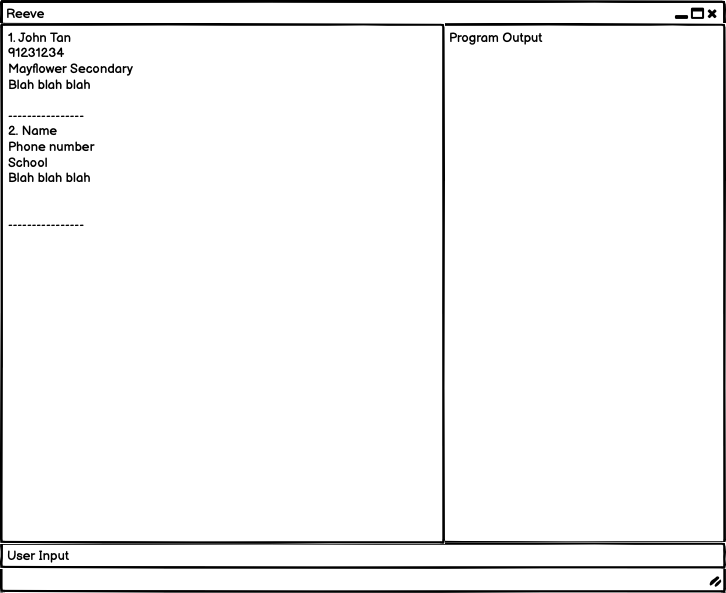 Reeve
1. John Tan
91231234
Mayflower Secondary
Blah blah blah
----------------
2. Name
Phone number
School
Blah blah blah
----------------
Program Output
User Input